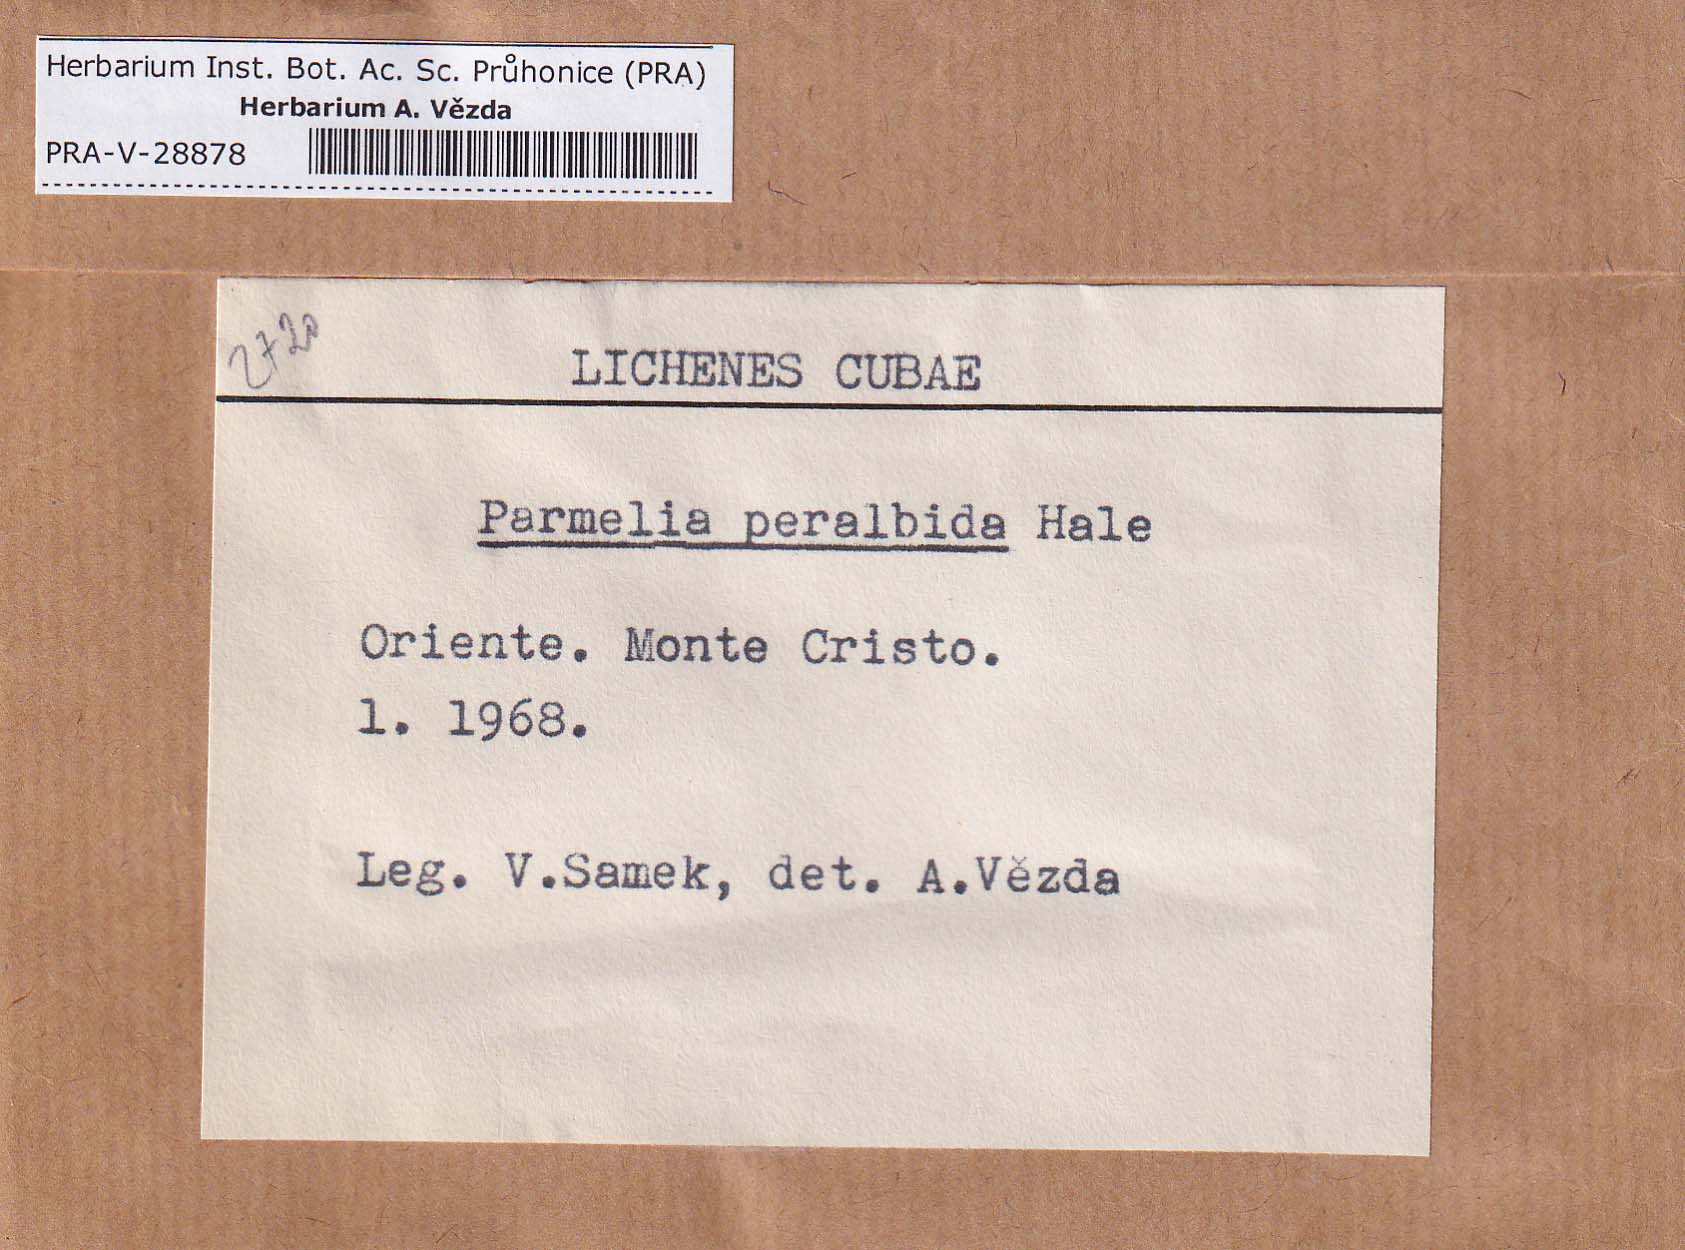 Herbarium Inst. Bot. Ac. Sc. Průhonice (PRA)
Herbarium A. Vězda
PRA-V-28878
LICHENES CUBAE
Parmelia peralbida Hale
Oriente. Monte Cristo.
1. 1968.
Leg. V.Samek, det. A.Vězda